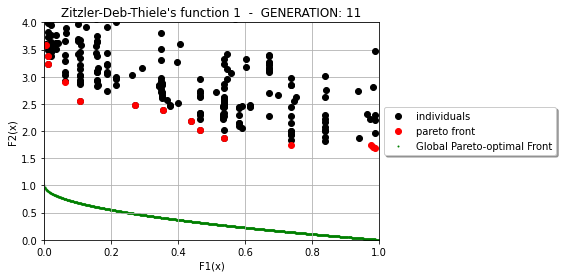 Zitzler-Deb-Thiele's function 1 - GENERATION: 11
F2(x)
4.0
3.5
3.0
2.5
2.0
1.5
1.0
0.5
0.0
0.0 0.2 0.4 0.6 0.8 1.0
F1(x)
individuals
pareto front
Global Pareto-optimal Front